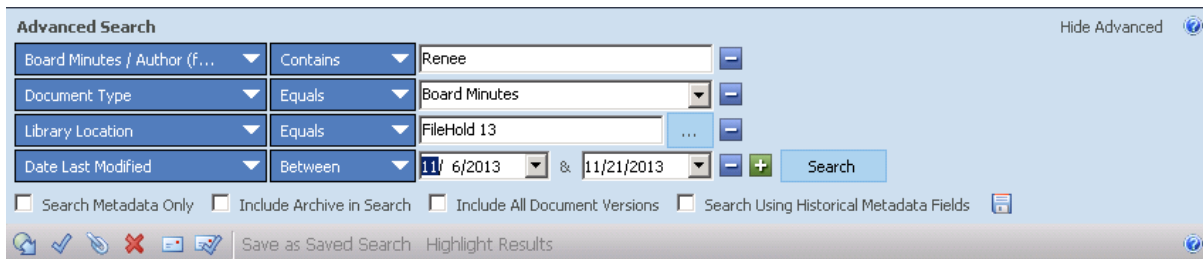 Advanced Search Hide Advanced
Board Minutes / Author (f... Contains Renee
Document Type Equals Board Minutes
Library Location Equals FileHold 13 ...
Date Last Modified Between 11/ 6/2013 & 11/21/2013 Search
Search Metadata Only Include Archive in Search Include All Document Versions Search Using Historical Metadata Fields
Save as Saved Search Highlight Results